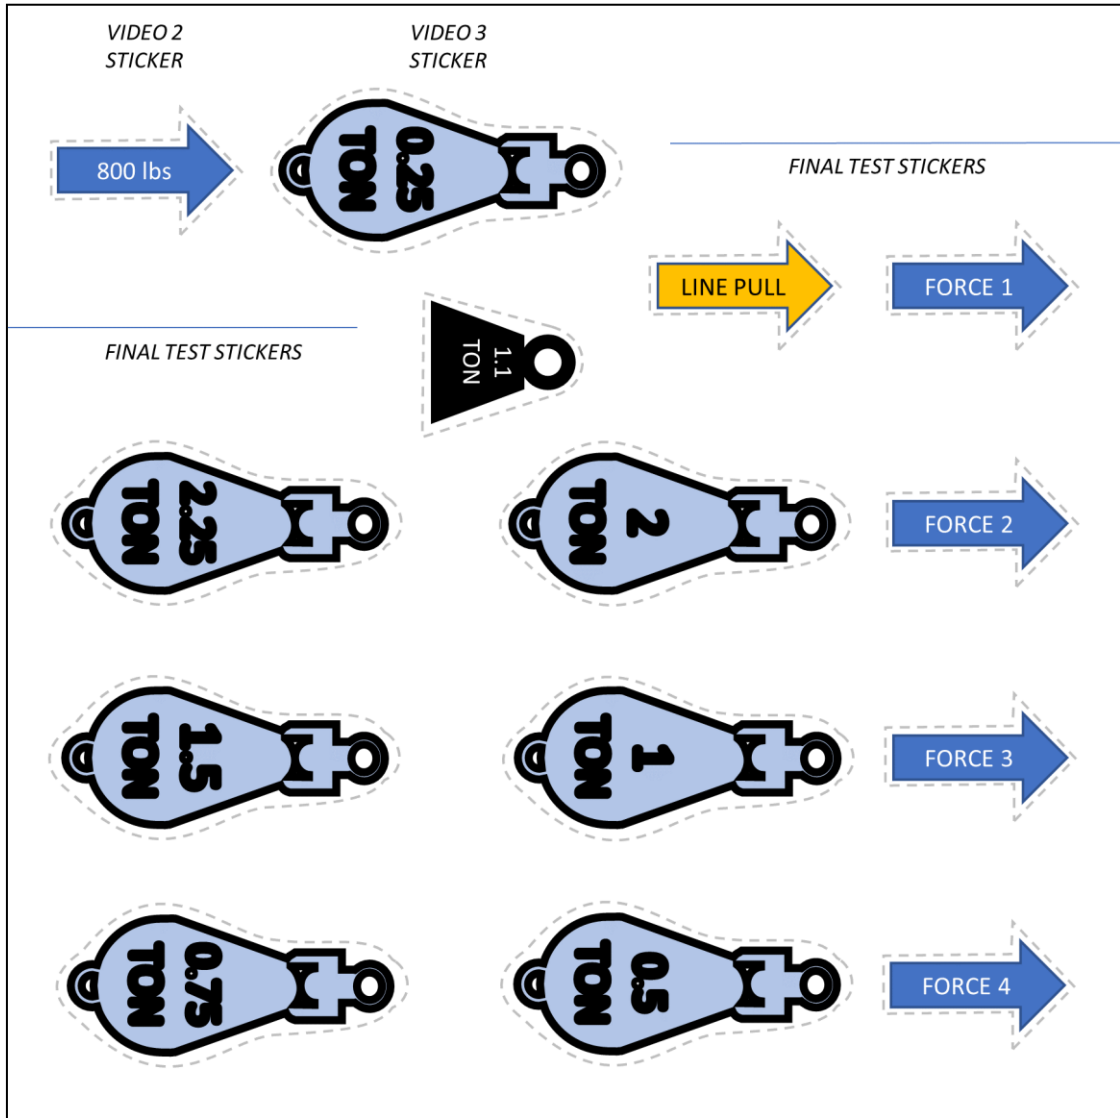 VIDEO 2
STICKER
VIDEO 3
STICKER
800 lbs
0.25
TON
FINAL TEST STICKERS
LINE PULL
FORCE 1
FINAL TEST STICKERS
1.1
TON
2.25
TON
2
TON
FORCE 2
1.5
TON
1
TON
FORCE 3
0.75
TON
0.5
TON
FORCE 4